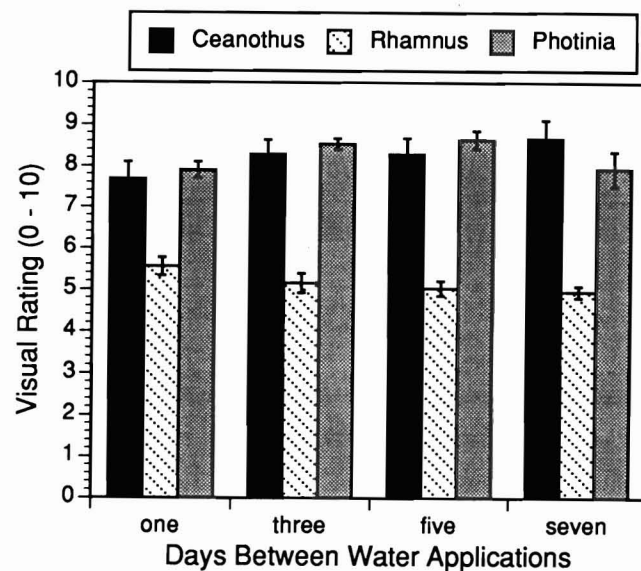 Ceanothus Rhamnus Photinia
10
9
8
7
6
5
4
3
2
1
0
Visual Rating (0 - 10)
one three five seven
Days Between Water Applications